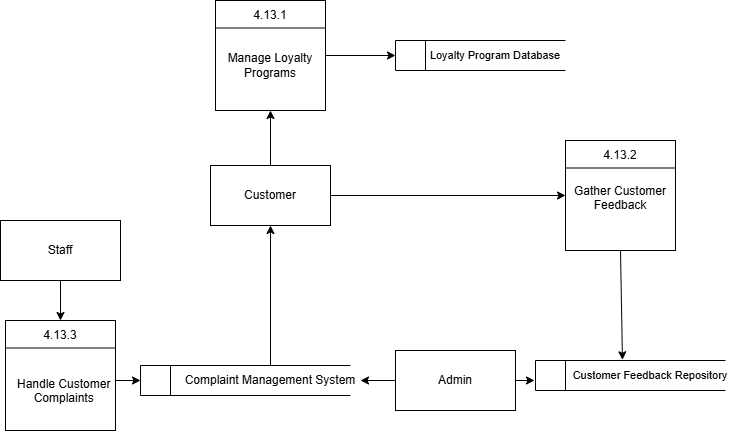 4.13.1
Manage Loyalty
Programs
Loyalty Program Database
4.13.2
Gather Customer
Feedback
Customer
Staff
4.13.3
Handle Customer
Complaints
Complaint Management System
Admin
Customer Feedback Repository